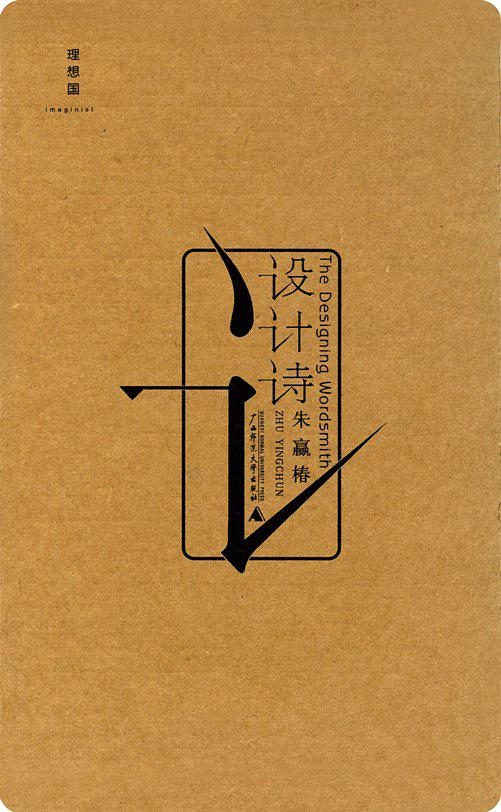 理想国
imaginist
The Designing Wordsmith
设计诗
朱赢椿
ZHU YINGCHUN
GUANGXI NORMAL UNIVERSITY PRESS
广西师范大学出版社
讠